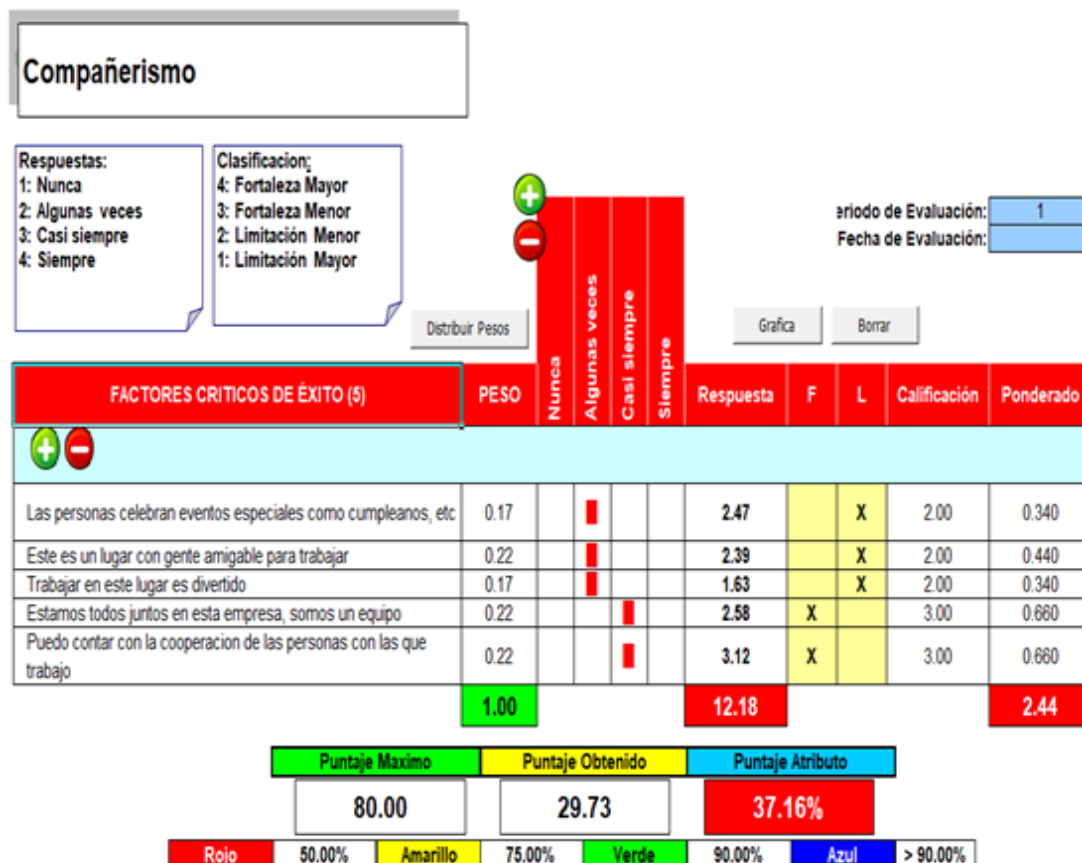 Compañerismo
Respuestas:
1: Nunca
2: Algunas veces
3: Casi siempre
4: Siempre
Clasificacion;
4: Fortaleza Mayor
3: Fortaleza Menor
2: Limitación Menor
1: Limitación Mayor
eriodo de Evaluación: 1
Fecha de Evaluación:
Distribuir Pesos
Grafica
Borrar
FACTORES CRITICOS DE ÉXITO (5) PESO Nunca Algunas veces Casi siempre Siempre Respuesta F L Calificación Ponderado
Las personas celebran eventos especiales como cumpleanos, etc 0.17 2.47 X 2.00 0.340
Este es un lugar con gente amigable para trabajar 0.22 2.39 X 2.00 0.440
Trabajar en este lugar es divertido 0.17 1.63 X 2.00 0.340
Estamos todos juntos en esta empresa, somos un equipo 0.22 2.58 X 3.00 0.660
Puedo contar con la cooperacion de las personas con las que
trabajo 0.22 3.12 X 3.00 0.660
1.00 12.18 2.44
Puntaje Maximo Puntaje Obtenido Puntaje Atributo
80.00 29.73 37.16%
Rojo 50.00% Amarillo 75.00% Verde 90.00% Azul > 90.00%